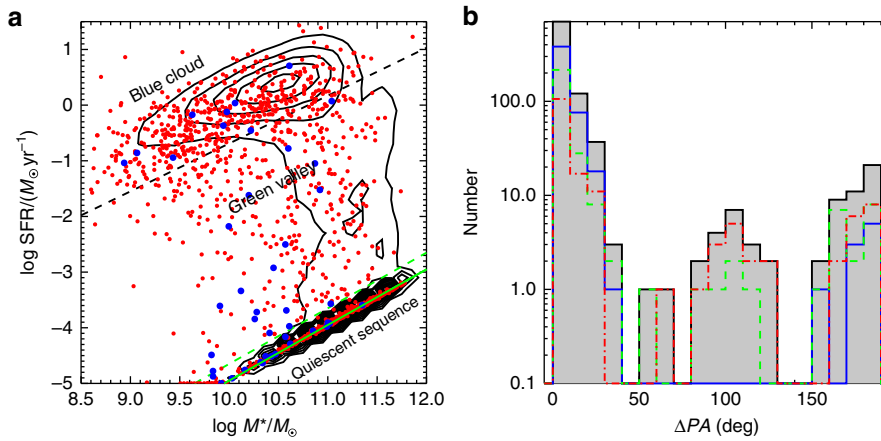 a
log SFR/(M⊙ yr⁻¹)
1
0
−1
−2
−3
−4
−5
Blue cloud
Green valley
Quiescent sequence
8.5 9.0 9.5 10.0 10.5 11.0 11.5 12.0
log M*/M⊙
b
Number
100.0
10.0
1.0
0.1
0 50 100 150
ΔPA (deg)